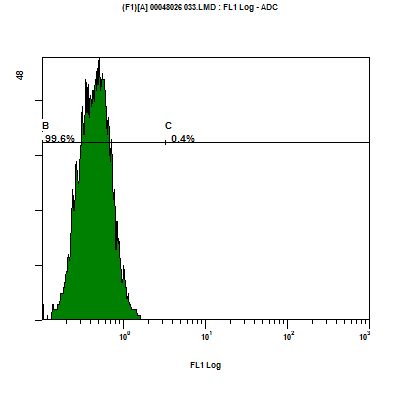 (F1)[A] 00048026 033.LMD : FL1 Log - ADC
48
B C
99.6% 0.4%
10⁰ 10¹ 10² 10³
FL1 Log